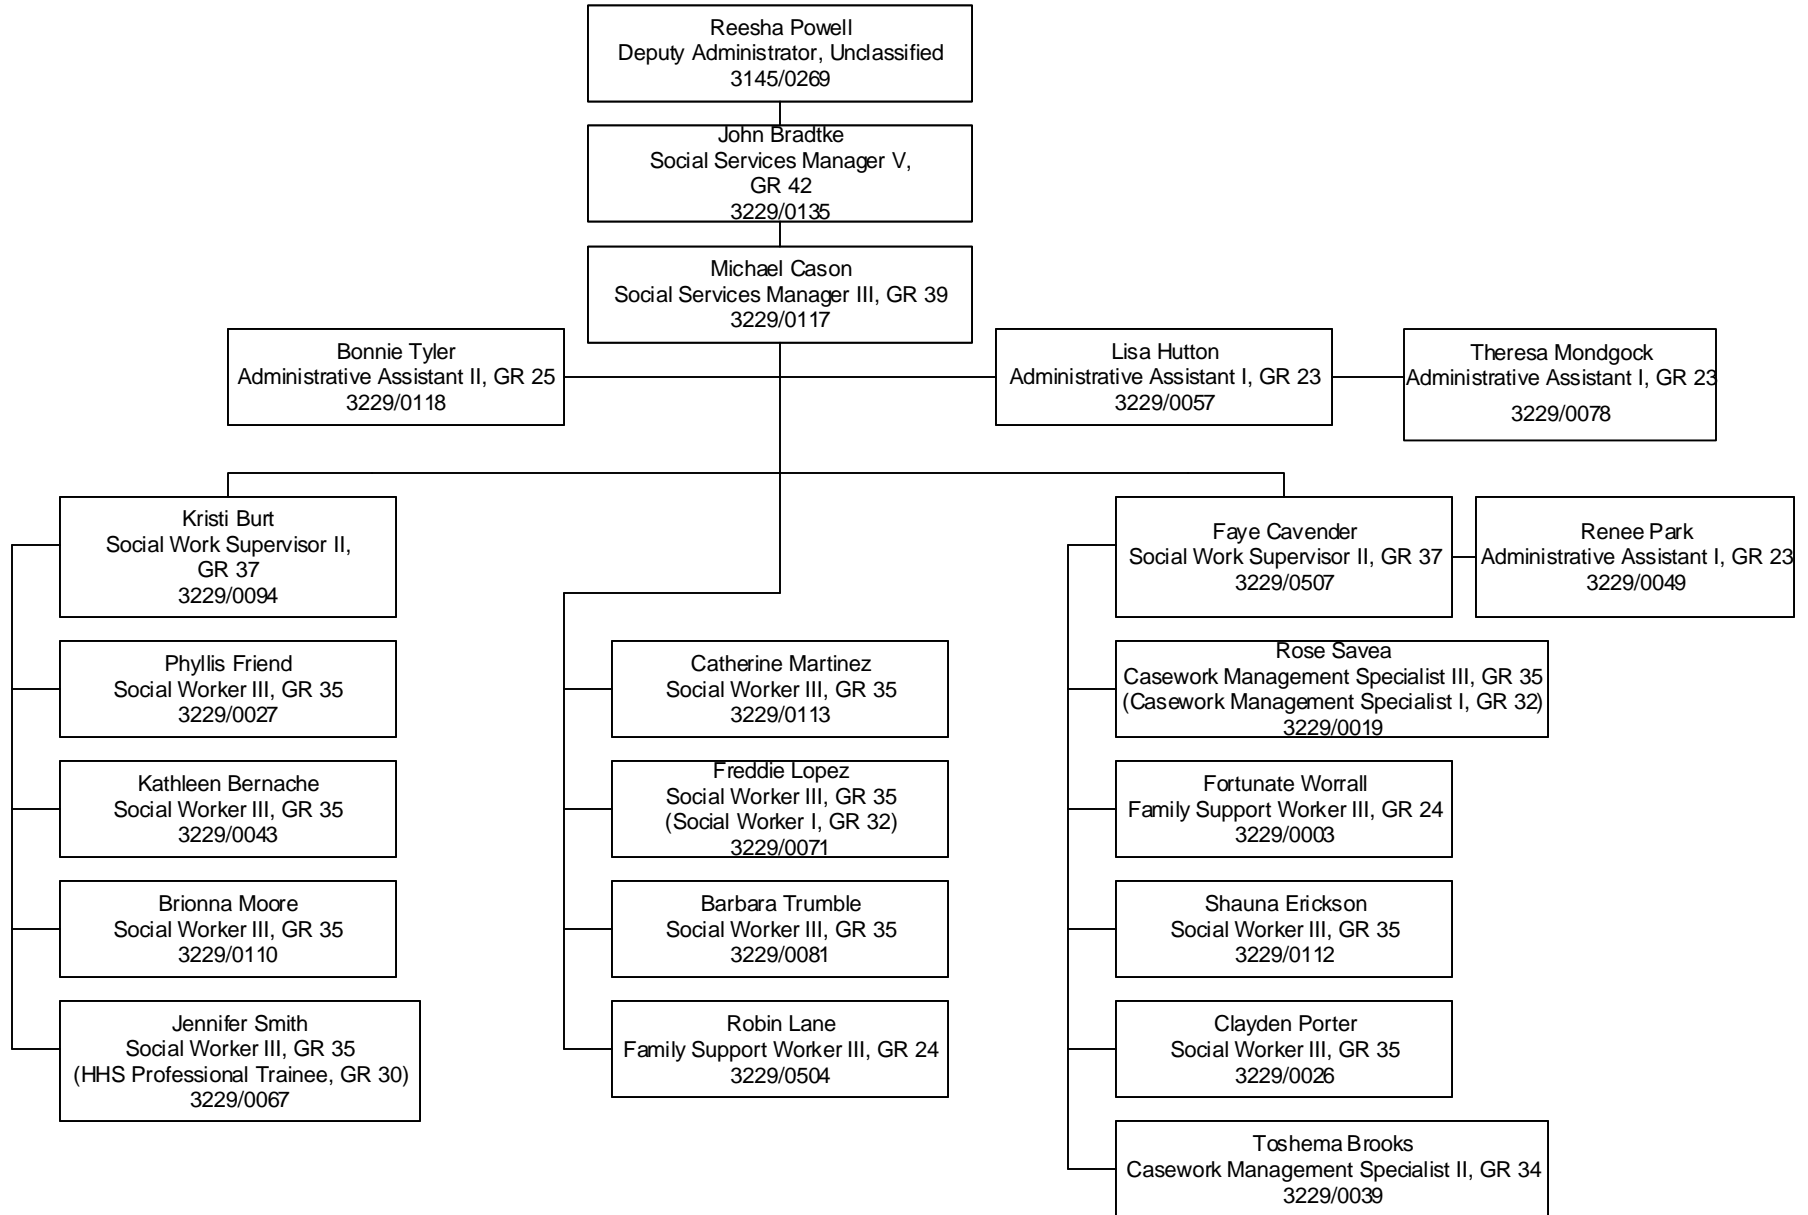 Reesha Powell
Deputy Administrator, Unclassified
3145/0269
John Bradtke
Social Services Manager V,
GR 42
3229/0135
Michael Cason
Social Services Manager III, GR 39
3229/0117
Bonnie Tyler
Administrative Assistant II, GR 25
3229/0118
Lisa Hutton
Administrative Assistant I, GR 23
3229/0057
Theresa Mondgock
Administrative Assistant I, GR 23
3229/0078
Kristi Burt
Social Work Supervisor II,
GR 37
3229/0094
Phyllis Friend
Social Worker III, GR 35
3229/0027
Kathleen Bernache
Social Worker III, GR 35
3229/0043
Brionna Moore
Social Worker III, GR 35
3229/0110
Jennifer Smith
Social Worker III, GR 35
(HHS Professional Trainee, GR 30)
3229/0067
Catherine Martinez
Social Worker III, GR 35
3229/0113
Freddie Lopez
Social Worker III, GR 35
(Social Worker I, GR 32)
3229/0071
Barbara Trumble
Social Worker III, GR 35
3229/0081
Robin Lane
Family Support Worker III, GR 24
3229/0504
Faye Cavender
Social Work Supervisor II, GR 37
3229/0507
Renee Park
Administrative Assistant I, GR 23
3229/0049
Rose Savea
Casework Management Specialist III, GR 35
(Casework Management Specialist I, GR 32)
3229/0019
Fortunate Worrall
Family Support Worker III, GR 24
3229/0003
Shauna Erickson
Social Worker III, GR 35
3229/0112
Clayden Porter
Social Worker III, GR 35
3229/0026
Toshema Brooks
Casework Management Specialist II, GR 34
3229/0039